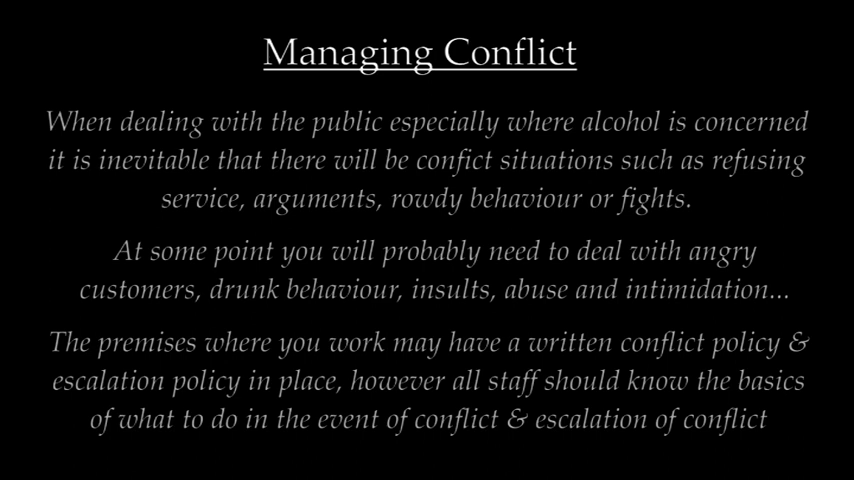 Managing Conflict
When dealing with the public especially where alcohol is concerned
it is inevitable that there will be confict situations such as refusing
service, arguments, rowdy behaviour or fights.
At some point you will probably need to deal with angry
customers, drunk behaviour, insults, abuse and intimidation...
The premises where you work may have a written conflict policy &
escalation policy in place, however all staff should know the basics
of what to do in the event of conflict & escalation of conflict